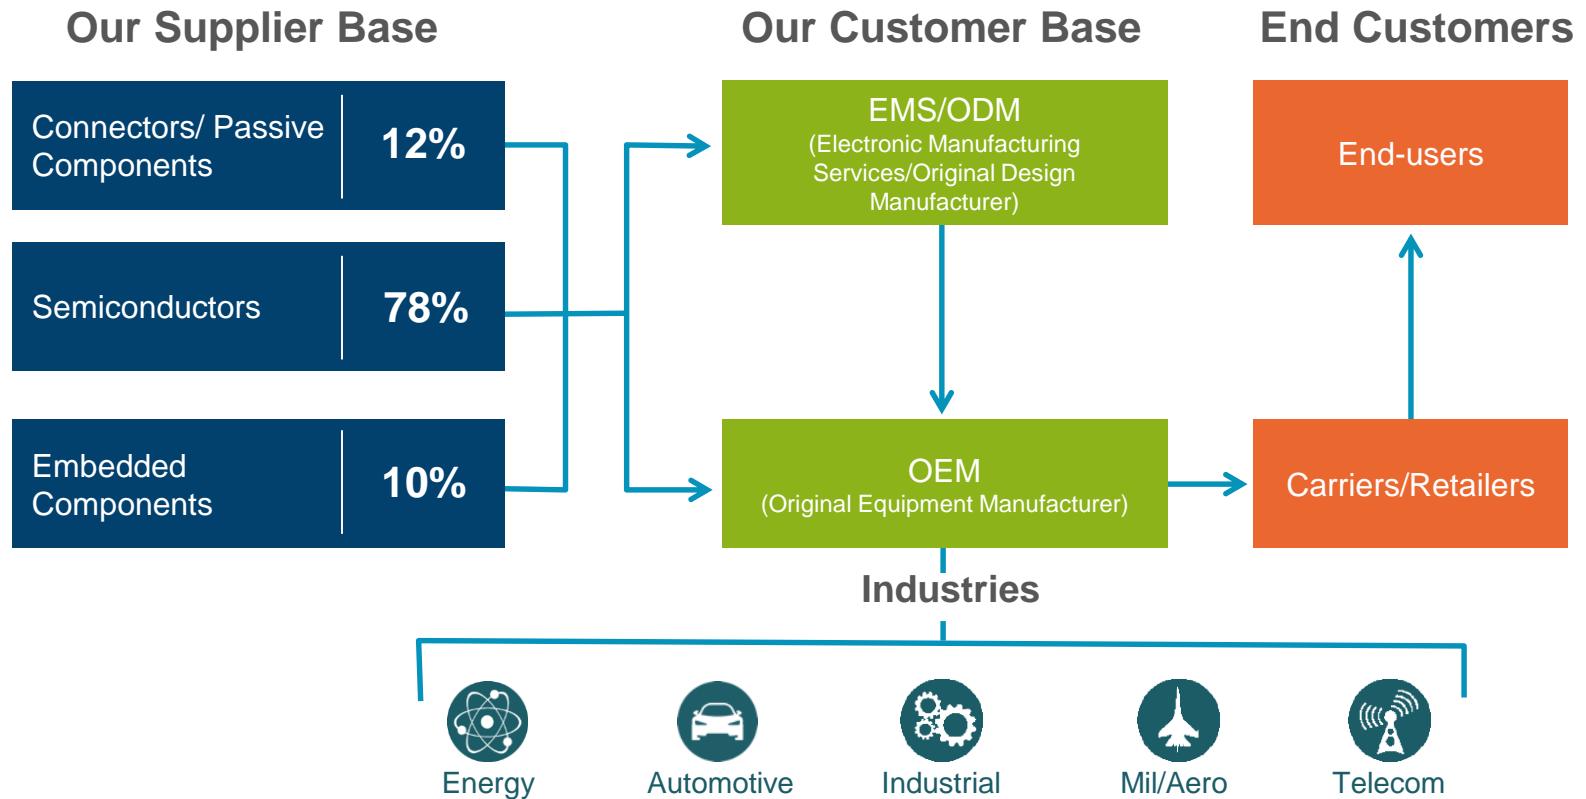 Our Supplier Base
Our Customer Base
End Customers
Connectors/ Passive
Components
12%
EMS/ODM
(Electronic Manufacturing
Services/Original Design
Manufacturer)
End-users
Semiconductors
78%
Embedded
Components
10%
OEM
(Original Equipment Manufacturer)
Carriers/Retailers
Industries
Energy
Automotive
Industrial
Mil/Aero
Telecom